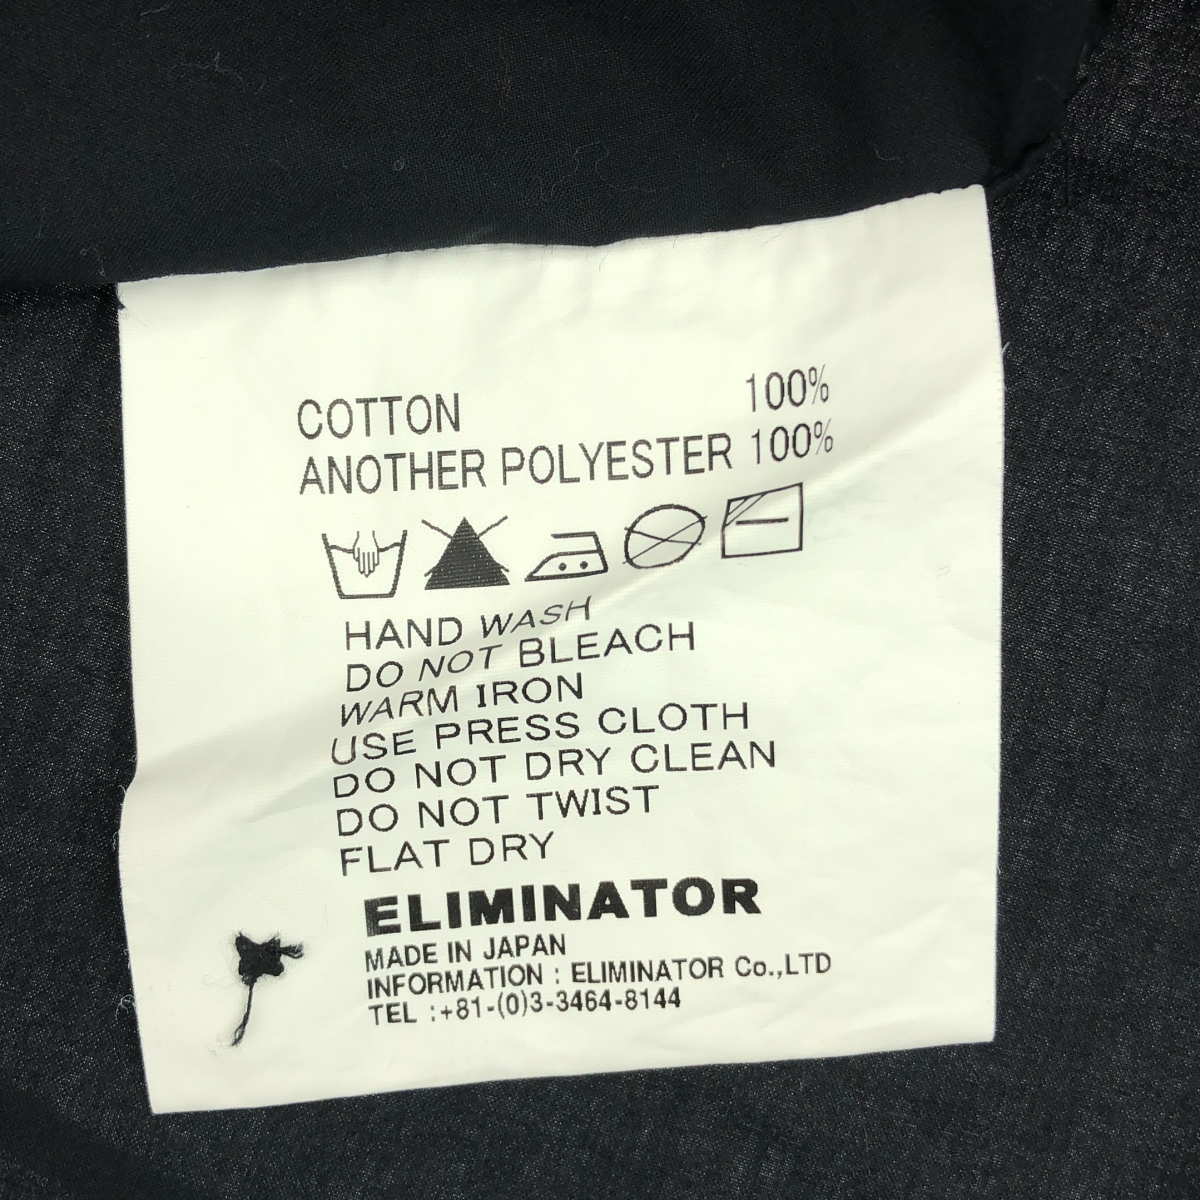 COTTON 100%
ANOTHER POLYESTER 100%
HAND WASH
DO NOT BLEACH
WARM IRON
USE PRESS CLOTH
DO NOT DRY CLEAN
DO NOT TWIST
FLAT DRY
ELIMINATOR
MADE IN JAPAN
INFORMATION : ELIMINATOR Co.,LTD
TEL :+81-(0)3-3464-8144